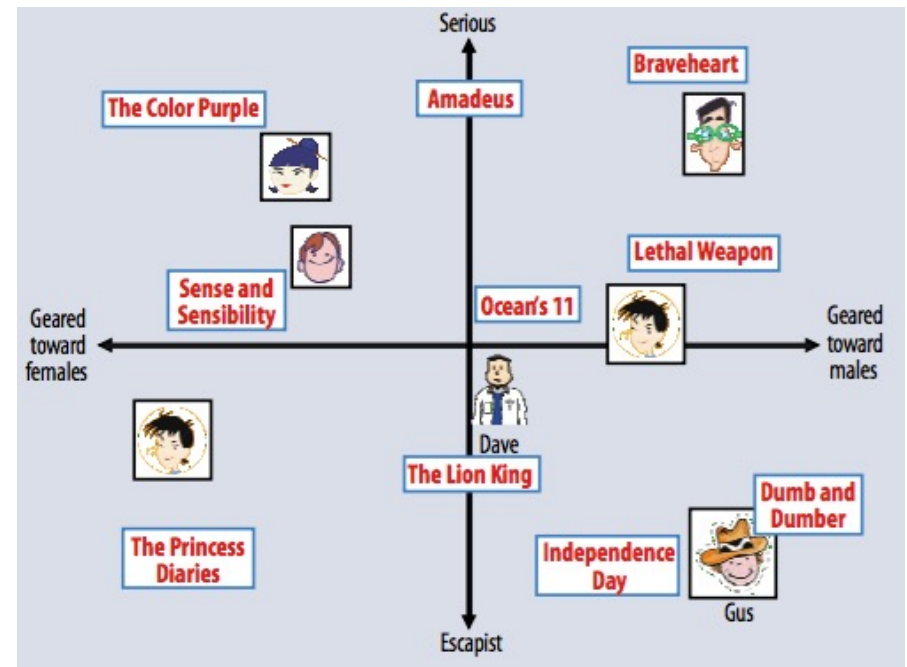 Serious
Braveheart
Amadeus
The Color Purple
Lethal Weapon
Sense and
Sensibility
Ocean's 11
Geared
toward
females
Geared
toward
males
Dave
The Lion King
Dumb and
Dumber
The Princess
Diaries
Independence
Day
Gus
Escapist